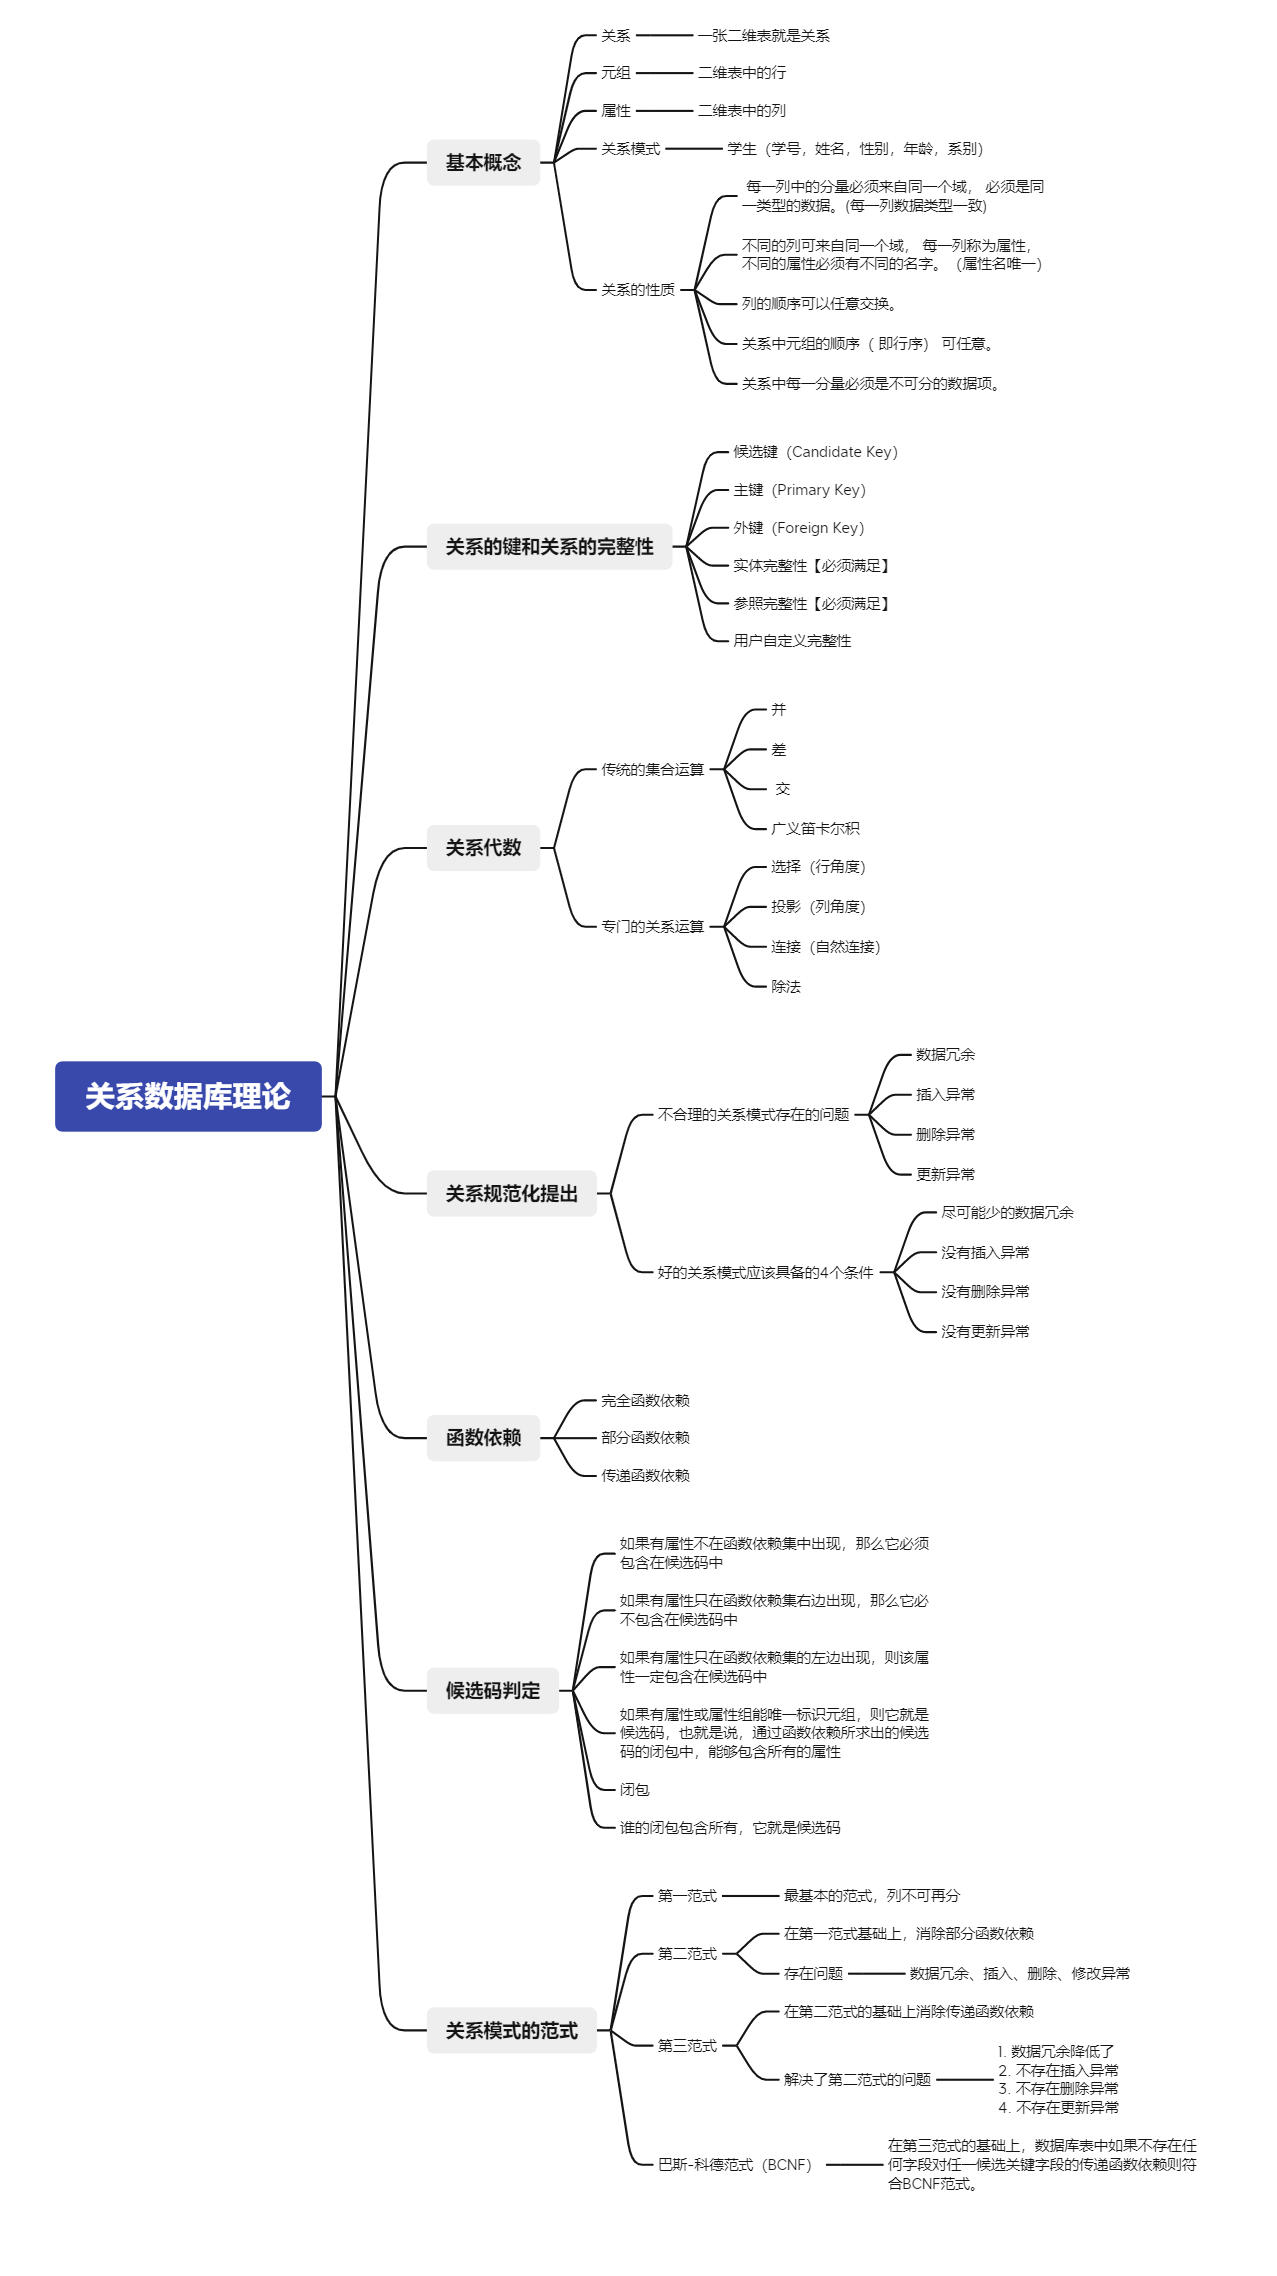 关系数据库理论
基本概念
关系
一张二维表就是关系
元组
二维表中的行
属性
二维表中的列
关系模式
学生（学号，姓名，性别，年龄，系别）
关系的性质
每一列中的分量必须来自同一个域， 必须是同
一类型的数据。(每一列数据类型一致)
不同的列可来自同一个域， 每一列称为属性，
不同的属性必须有不同的名字。（属性名唯一）
列的顺序可以任意交换。
关系中元组的顺序（ 即行序） 可任意。
关系中每一分量必须是不可分的数据项。
关系的键和关系的完整性
候选键（Candidate Key）
主键（Primary Key）
外键（Foreign Key）
实体完整性【必须满足】
参照完整性【必须满足】
用户自定义完整性
关系代数
传统的集合运算
并
差
交
广义笛卡尔积
专门的关系运算
选择（行角度）
投影（列角度）
连接（自然连接）
除法
关系规范化提出
不合理的关系模式存在的问题
数据冗余
插入异常
删除异常
更新异常
好的关系模式应该具备的4个条件
尽可能少的数据冗余
没有插入异常
没有删除异常
没有更新异常
函数依赖
完全函数依赖
部分函数依赖
传递函数依赖
候选码判定
如果有属性不在函数依赖集中出现，那么它必须
包含在候选码中
如果有属性只在函数依赖集右边出现，那么它必
不包含在候选码中
如果有属性只在函数依赖集的左边出现，则该属
性一定包含在候选码中
如果有属性或属性组能唯一标识元组，则它就是
候选码，也就是说，通过函数依赖所求出的候选
码的闭包中，能够包含所有的属性
闭包
谁的闭包包含所有，它就是候选码
关系模式的范式
第一范式
最基本的范式，列不可再分
第二范式
在第一范式基础上，消除部分函数依赖
存在问题
数据冗余、插入、删除、修改异常
第三范式
在第二范式的基础上消除传递函数依赖
解决了第二范式的问题
1. 数据冗余降低了
2. 不存在插入异常
3. 不存在删除异常
4. 不存在更新异常
巴斯-科德范式（BCNF）
在第三范式的基础上，数据库表中如果不存在任
何字段对任一候选关键字段的传递函数依赖则符
合BCNF范式。